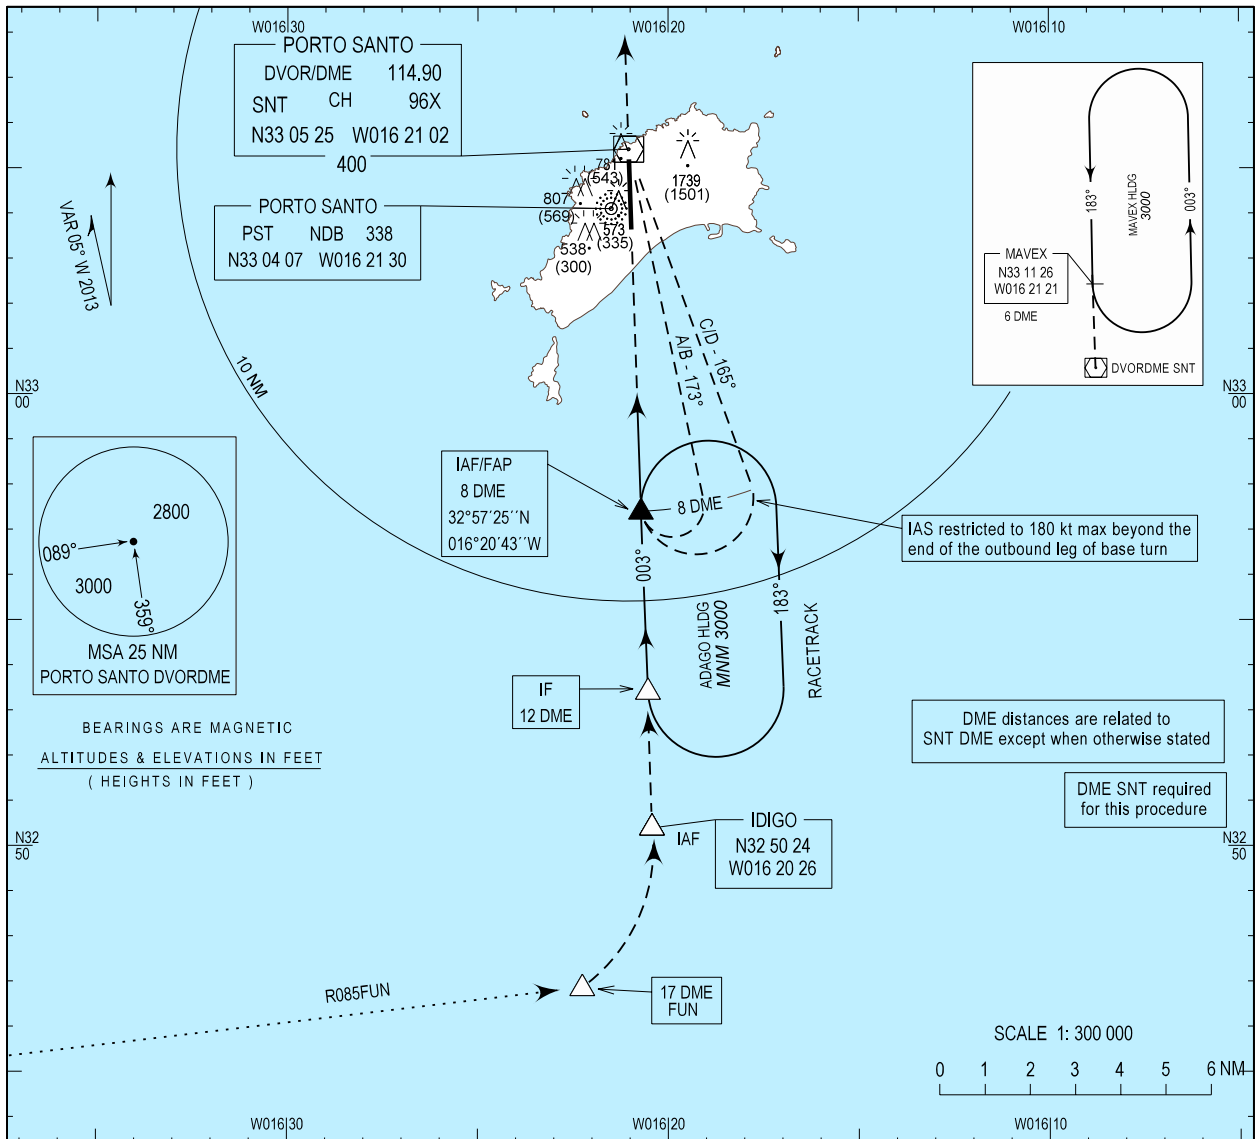 W016 30
W016 20
W016 10
PORTO SANTO
DVOR/DME 114.90
SNT CH 96X
N33 05 25 W016 21 02
400
PORTO SANTO
PST NDB 338
N33 04 07 W016 21 30
VAR 05° W 2013
781
(543)
807
(569)
573
(335)
538
(300)
1739
(1501)
183°
MAVEX HLDG
3000
003°
MAVEX
N33 11 26
W016 21 21
6 DME
DVORDME SNT
C/D - 165°
A/B - 173°
10 NM
N33
00
N33
00
IAF/FAP
8 DME
32°57´25´´N
016°20´43´´W
8 DME
IAS restricted to 180 kt max beyond the
end of the outbound leg of base turn
2800
089°
3000
359°
MSA 25 NM
PORTO SANTO DVORDME
003°
ADAGO HLDG
MNM 3000
183°
RACETRACK
IF
12 DME
BEARINGS ARE MAGNETIC
ALTITUDES & ELEVATIONS IN FEET
( HEIGHTS IN FEET )
DME distances are related to
SNT DME except when otherwise stated
DME SNT required
for this procedure
N32
50
IAF
IDIGO
N32 50 24
W016 20 26
N32
50
R085FUN
17 DME
FUN
SCALE 1: 300 000
0 1 2 3 4 5 6 NM
W016 30
W016 20
W016 10